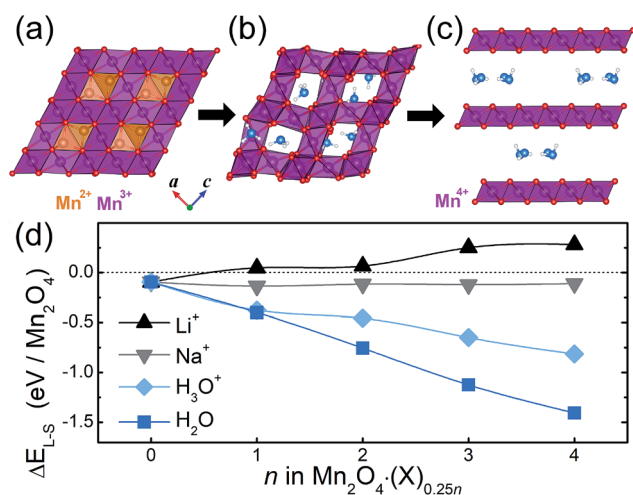 (a)
(b)
(c)
Mn²⁺ Mn³⁺
a
c
Mn⁴⁺
(d)
ΔE_L-S (eV / Mn₂O₄)
0.0
-0.5
-1.0
-1.5
Li⁺
Na⁺
H₃O⁺
H₂O
0 1 2 3 4
n in Mn₂O₄·(X)₀.₂₅ₙ